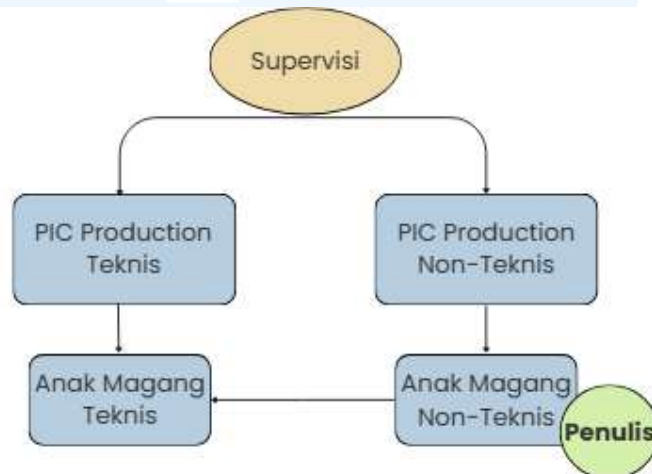 Supervisi
PIC Production
Teknis
PIC Production
Non-Teknis
Anak Magang
Teknis
Anak Magang
Non-Teknis
Penulis